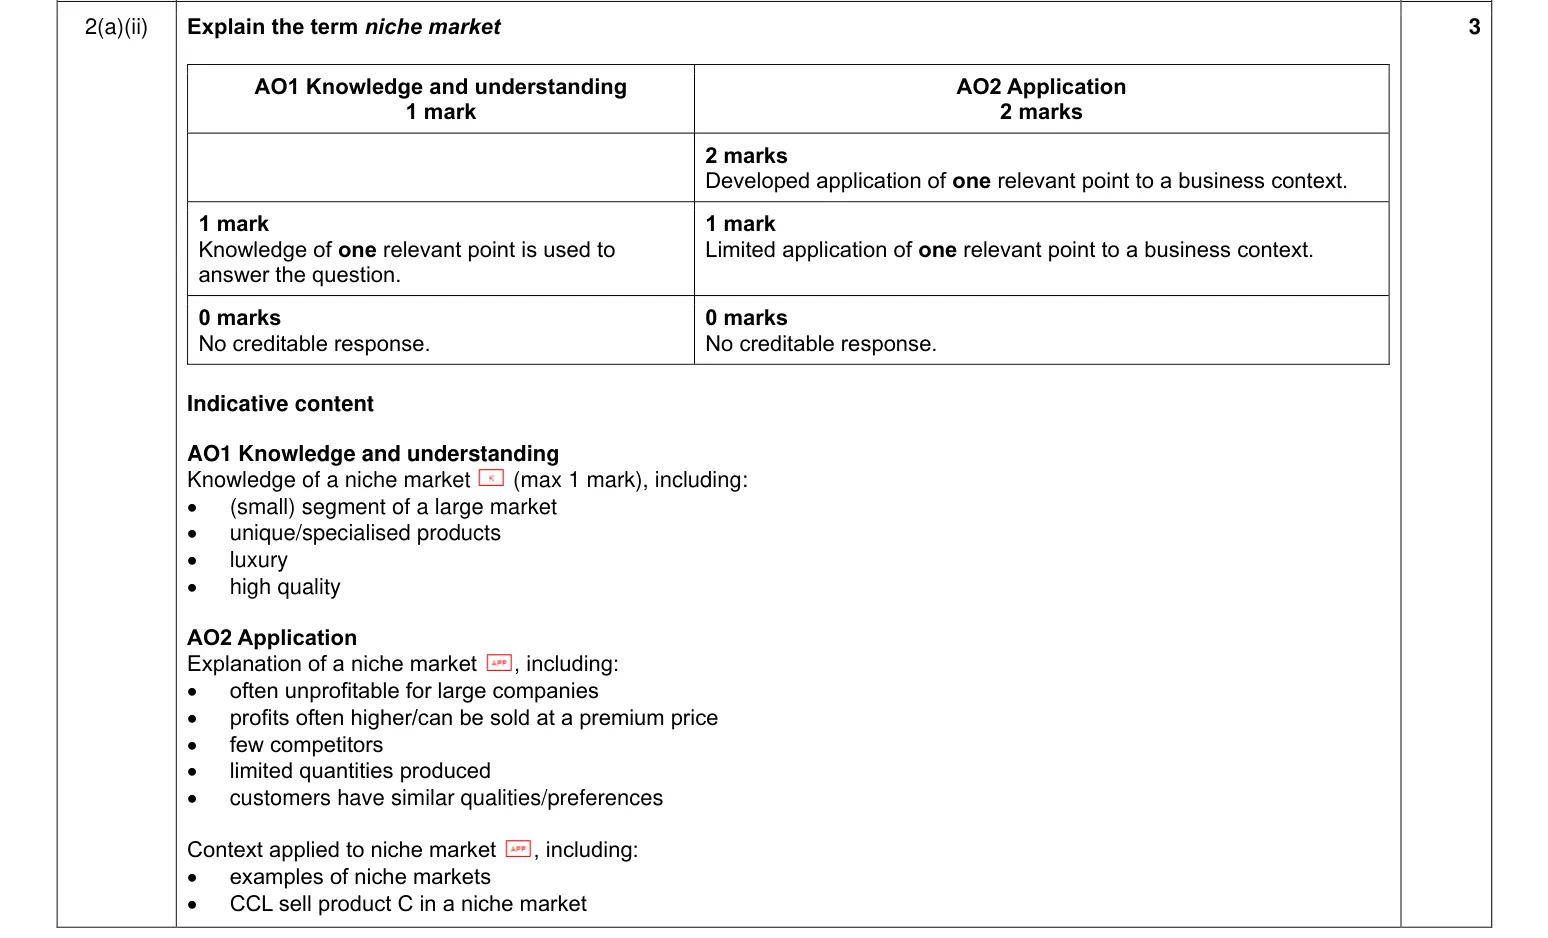 2(a)(ii)
Explain the term niche market
3
AO1 Knowledge and understanding
1 mark
AO2 Application
2 marks
2 marks
Developed application of one relevant point to a business context.
1 mark
Knowledge of one relevant point is used to
answer the question.
1 mark
Limited application of one relevant point to a business context.
0 marks
No creditable response.
0 marks
No creditable response.
Indicative content
AO1 Knowledge and understanding
Knowledge of a niche market K (max 1 mark), including:
• (small) segment of a large market
• unique/specialised products
• luxury
• high quality
AO2 Application
Explanation of a niche market APP, including:
• often unprofitable for large companies
• profits often higher/can be sold at a premium price
• few competitors
• limited quantities produced
• customers have similar qualities/preferences
Context applied to niche market APP, including:
• examples of niche markets
• CCL sell product C in a niche market